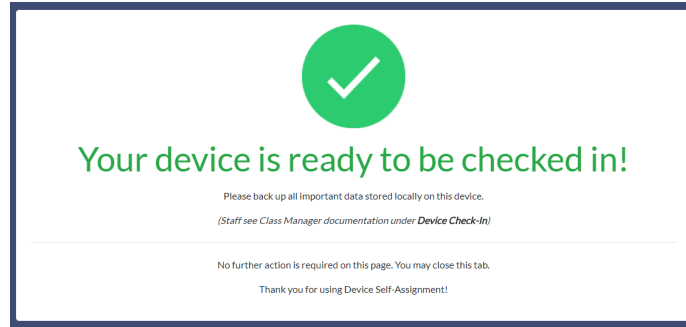 Your device is ready to be checked in!
Please back up all important data stored locally on this device.
(Staff see Class Manager documentation under Device Check-In)
No further action is required on this page. You may close this tab.
Thank you for using Device Self-Assignment!